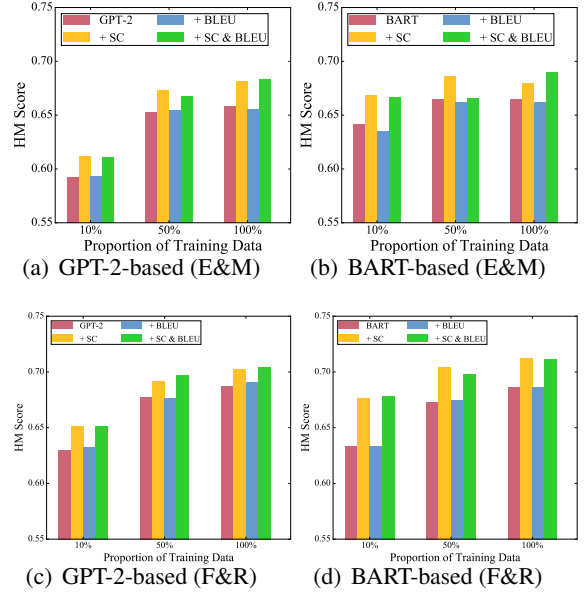 GPT-2 + BLEU
+ SC + SC & BLEU
0.75
0.70
0.65
0.60
0.55
HM Score
10% 50% 100%
Proportion of Training Data
(a) GPT-2-based (E&M)
BART + BLEU
+ SC + SC & BLEU
0.75
0.70
0.65
0.60
0.55
HM Score
10% 50% 100%
Proportion of Training Data
(b) BART-based (E&M)
GPT-2 + BLEU
+ SC + SC & BLEU
0.75
0.70
0.65
0.60
0.55
HM Score
10% 50% 100%
Proportion of Training Data
(c) GPT-2-based (F&R)
BART + BLEU
+ SC + SC & BLEU
0.75
0.70
0.65
0.60
0.55
HM Score
10% 50% 100%
Proportion of Training Data
(d) BART-based (F&R)